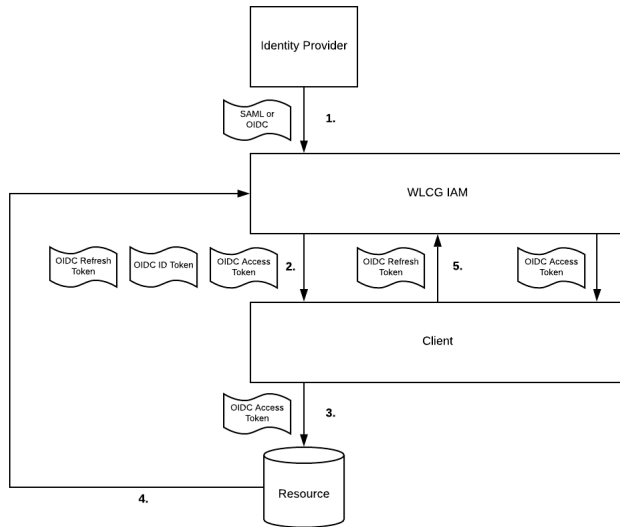 Identity Provider
SAML or
OIDC
1.
WLCG IAM
OIDC Refresh
Token
OIDC ID Token
OIDC Access
Token
2.
OIDC Refresh
Token
5.
OIDC Access
Token
Client
OIDC Access
Token
3.
Resource
4.